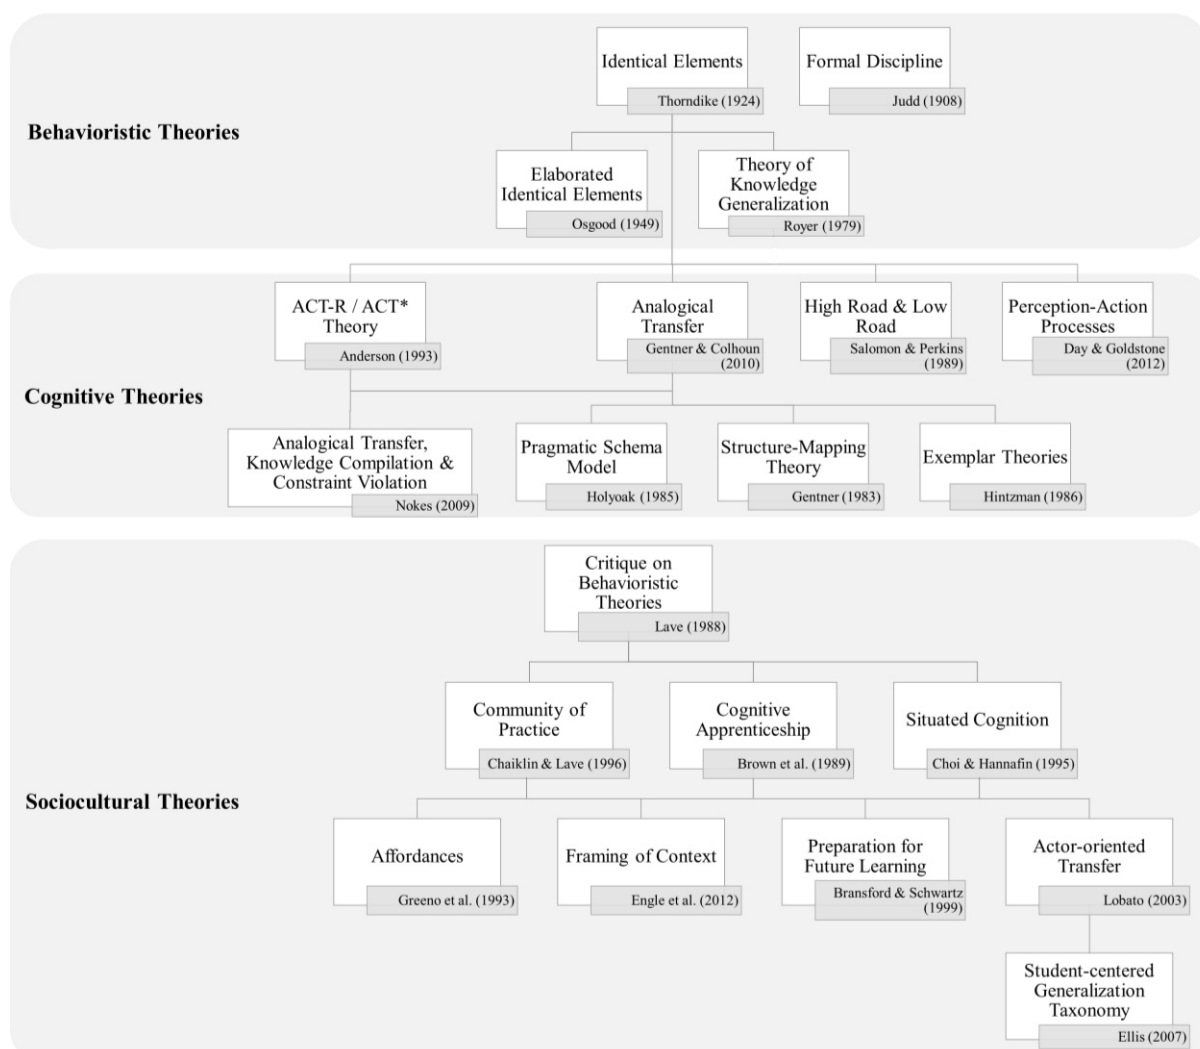 Identical Elements
Thorndike (1924)
Formal Discipline
Judd (1908)
Behavioristic Theories
Elaborated
Identical Elements
Osgood (1949)
Theory of
Knowledge
Generalization
Royer (1979)
ACT-R / ACT*
Theory
Anderson (1993)
Analogical
Transfer
Gentner & Colhoun
(2010)
High Road & Low
Road
Salomon & Perkins
(1989)
Perception-Action
Processes
Day & Goldstone
(2012)
Cognitive Theories
Analogical Transfer,
Knowledge Compilation &
Constraint Violation
Nokes (2009)
Pragmatic Schema
Model
Holyoak (1985)
Structure-Mapping
Theory
Gentner (1983)
Exemplar Theories
Hintzman (1986)
Critique on
Behavioristic
Theories
Lave (1988)
Community of
Practice
Chaiklin & Lave (1996)
Cognitive
Apprenticeship
Brown et al. (1989)
Situated Cognition
Choi & Hannafin (1995)
Sociocultural Theories
Affordances
Greeno et al. (1993)
Framing of Context
Engle et al. (2012)
Preparation for
Future Learning
Bransford & Schwartz
(1999)
Actor-oriented
Transfer
Lobato (2003)
Student-centered
Generalization
Taxonomy
Ellis (2007)